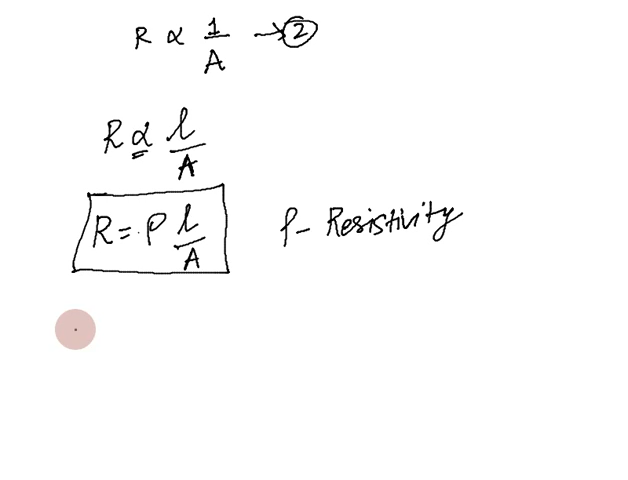 R ∝ 1/A → ②
R ∝ l/A
R = ρ l/A
ρ - Resistivity